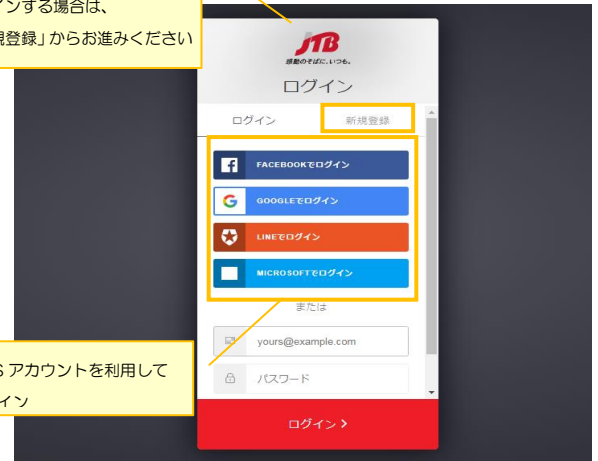 インする場合は、
規登録」からお進みください
JTB
感動のそばに、いつも。
ログイン
ログイン
新規登録
FACEBOOKでログイン
GOOGLEでログイン
LINEでログイン
MICROSOFTでログイン
または
yours@example.com
S アカウントを利用して
パスワード
イン
ログイン >